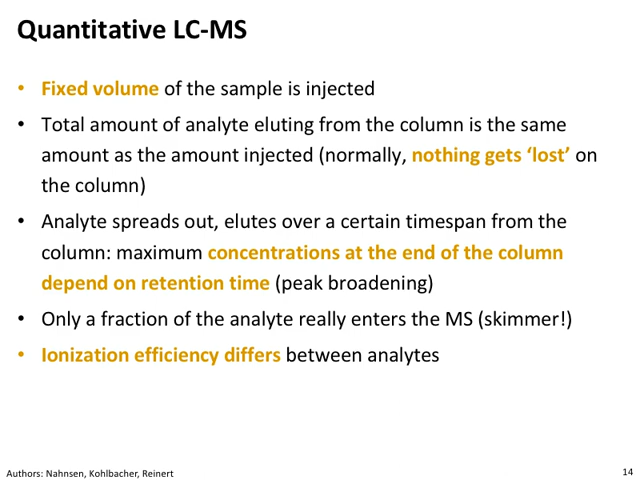 Quantitative LC-MS
• Fixed volume of the sample is injected
• Total amount of analyte eluting from the column is the same
amount as the amount injected (normally, nothing gets ‘lost’ on
the column)
• Analyte spreads out, elutes over a certain timespan from the
column: maximum concentrations at the end of the column
depend on retention time (peak broadening)
• Only a fraction of the analyte really enters the MS (skimmer!)
• Ionization efficiency differs between analytes
Authors: Nahnsen, Kohlbacher, Reinert
14